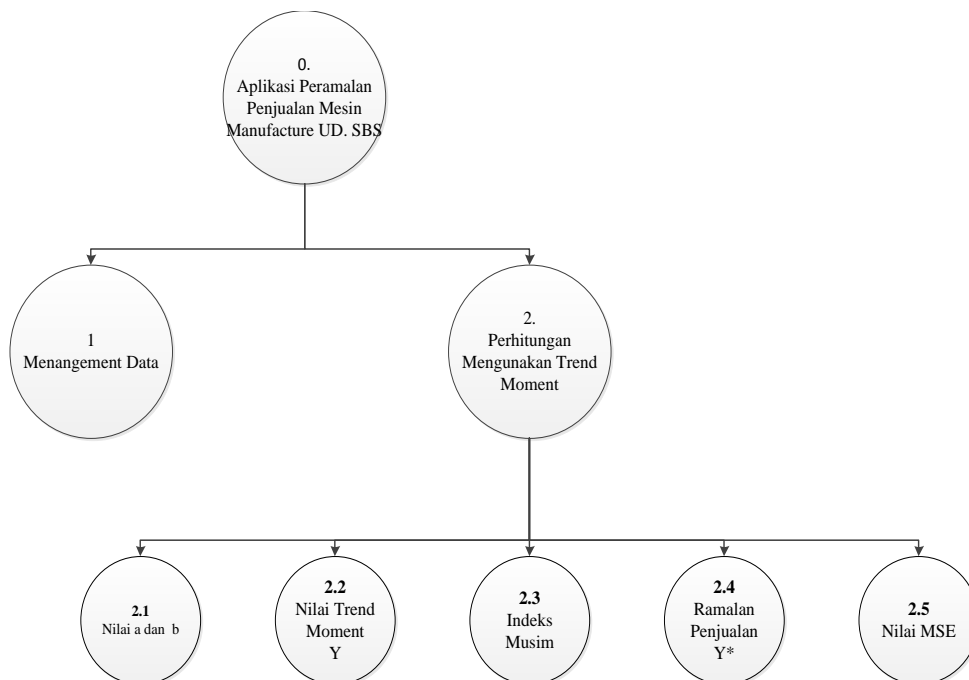 0.
Aplikasi Peramalan
Penjualan Mesin
Manufacture UD. SBS
1
Menangement Data
2.
Perhitungan
Mengunakan Trend
Moment
2.1
Nilai a dan b
2.2
Nilai Trend
Moment
Y
2.3
Indeks
Musim
2.4
Ramalan
Penjualan
Y*
2.5
Nilai MSE